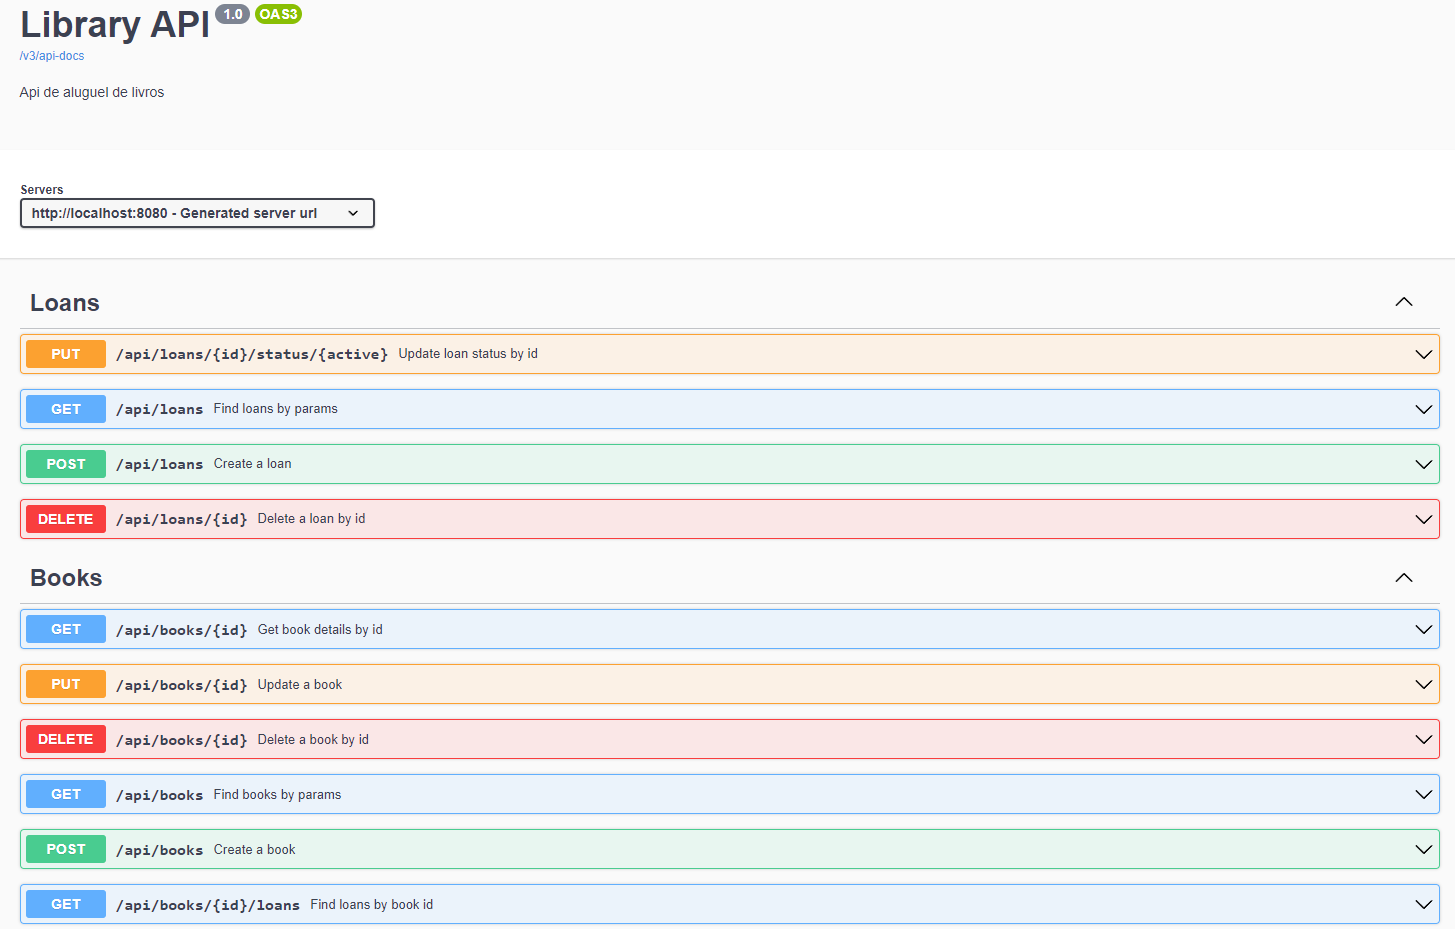 Library API 1.0 OAS3
/v3/api-docs
Api de aluguel de livros
Servers
http://localhost:8080 - Generated server url
Loans
PUT /api/loans/{id}/status/{active} Update loan status by id
GET /api/loans Find loans by params
POST /api/loans Create a loan
DELETE /api/loans/{id} Delete a loan by id
Books
GET /api/books/{id} Get book details by id
PUT /api/books/{id} Update a book
DELETE /api/books/{id} Delete a book by id
GET /api/books Find books by params
POST /api/books Create a book
GET /api/books/{id}/loans Find loans by book id